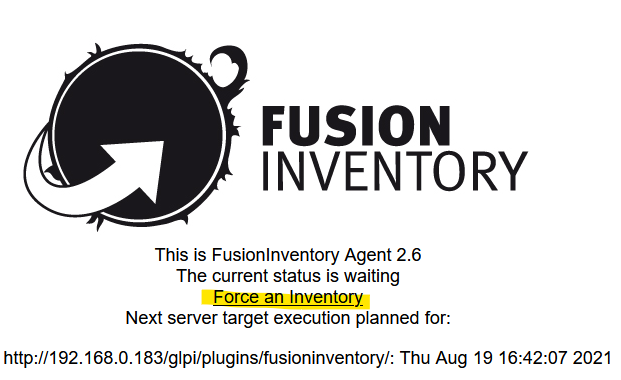 FUSION
INVENTORY
This is FusionInventory Agent 2.6
The current status is waiting
Force an Inventory
Next server target execution planned for:
http://192.168.0.183/glpi/plugins/fusioninventory/: Thu Aug 19 16:42:07 2021